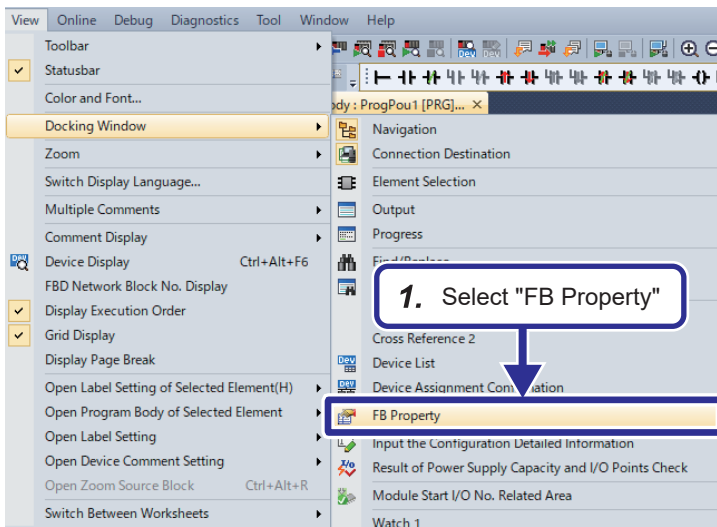 View Online Debug Diagnostics Tool Window Help
Toolbar
Statusbar
Color and Font...
Docking Window
Zoom
Switch Display Language...
Multiple Comments
Comment Display
Device Display Ctrl+Alt+F6
FBD Network Block No. Display
Display Execution Order
Grid Display
Display Page Break
Open Label Setting of Selected Element(H)
Open Program Body of Selected Element
Open Label Setting
Open Device Comment Setting
Open Zoom Source Block Ctrl+Alt+R
Switch Between Worksheets
ody : ProgPou1 [PRG]...
Navigation
Connection Destination
Element Selection
Output
Progress
Find/Replace
1. Select "FB Property"
Cross Reference 2
Device List
Device Assignment Confirmation
FB Property
Input the Configuration Detailed Information
Result of Power Supply Capacity and I/O Points Check
Module Start I/O No. Related Area
Watch 1